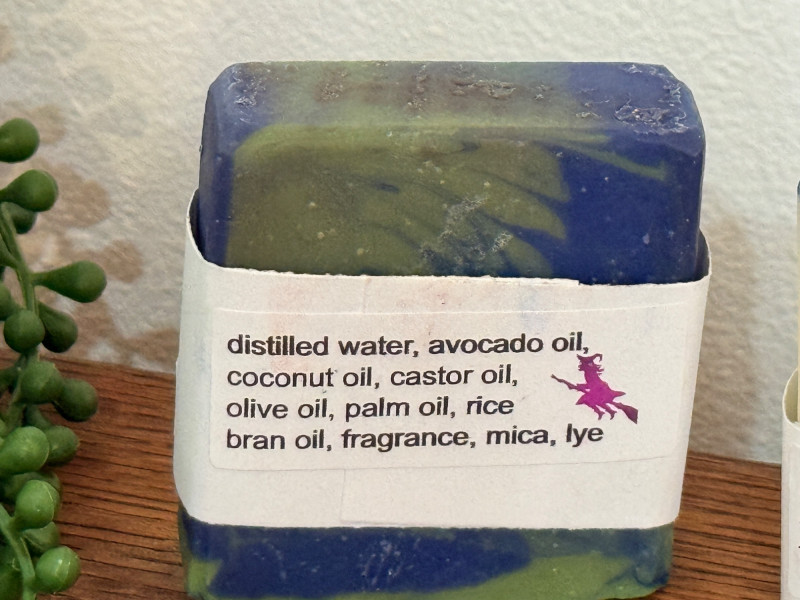 distilled water, avocado oil,
coconut oil, castor oil,
olive oil, palm oil, rice
bran oil, fragrance, mica, lye